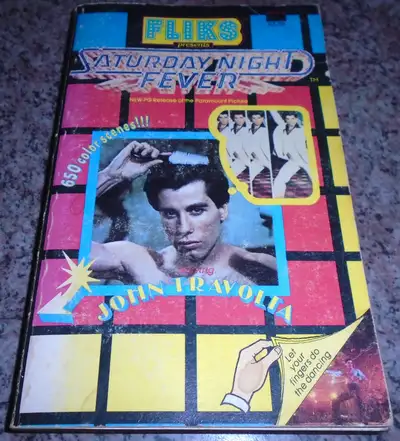 FLIKS
presents
SATURDAY NIGHT
FEVER
TM
NEW PG Release of the Paramount Picture
650 color scenes!!!
starring
JOHN TRAVOLTA
Let
your
fingers do
the dancing